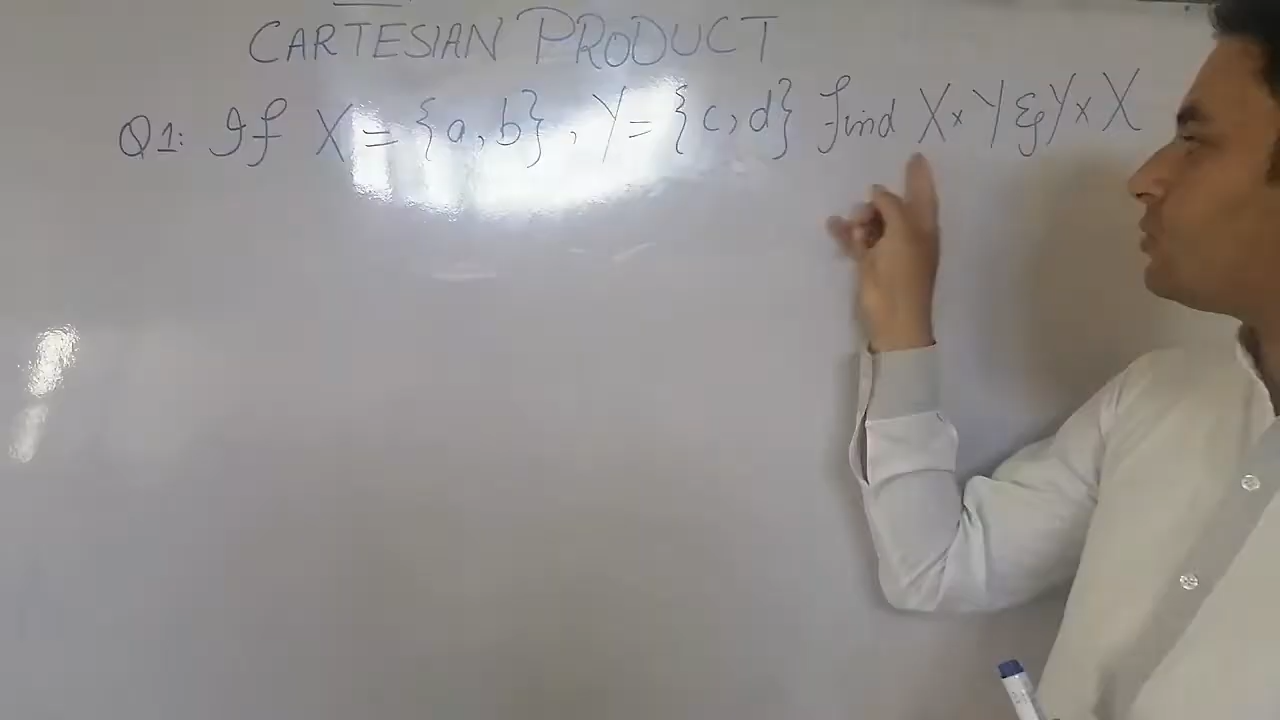 CARTESIAN PRODUCT
Q1: If X = {a, b}, Y = {c, d} find X × Y & Y × X